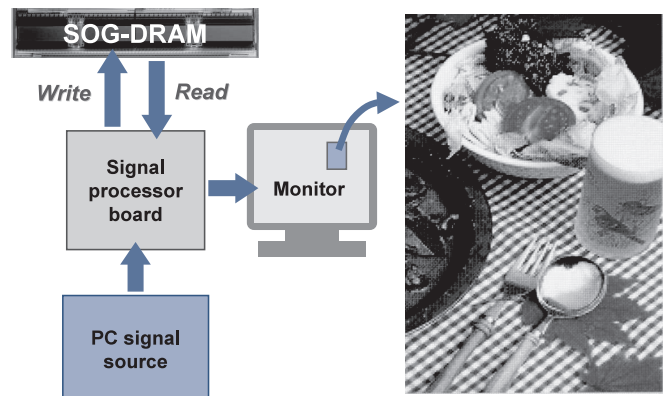 SOG-DRAM
Write
Read
Signal
processor
board
Monitor
PC signal
source